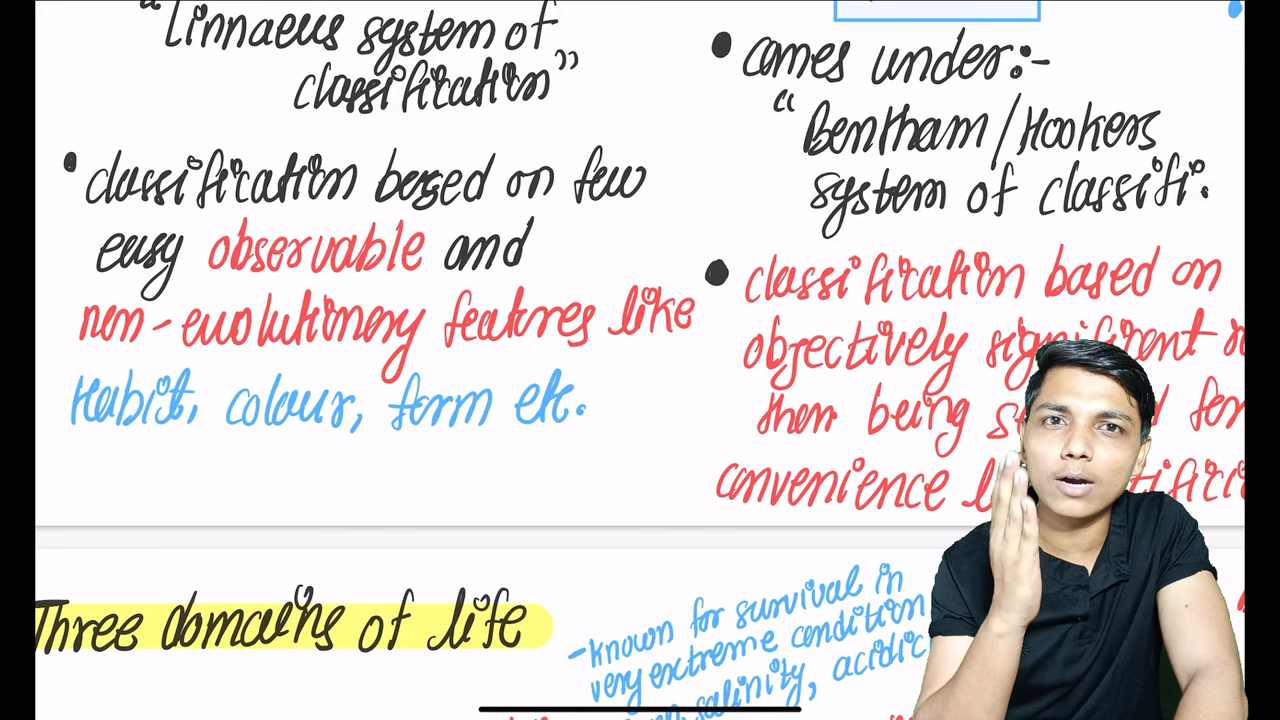 "Linnaeus system of
classification"
• classification based on few
easy observable and
non-evolutionary features like
Habit, colour, form etc.
• comes under:-
"Bentham/Hookers
system of classifi.
• classification based on
objectively significant
then being
convenience
Three domains of life
-known for survival in
very extreme condition
salinity, acidic